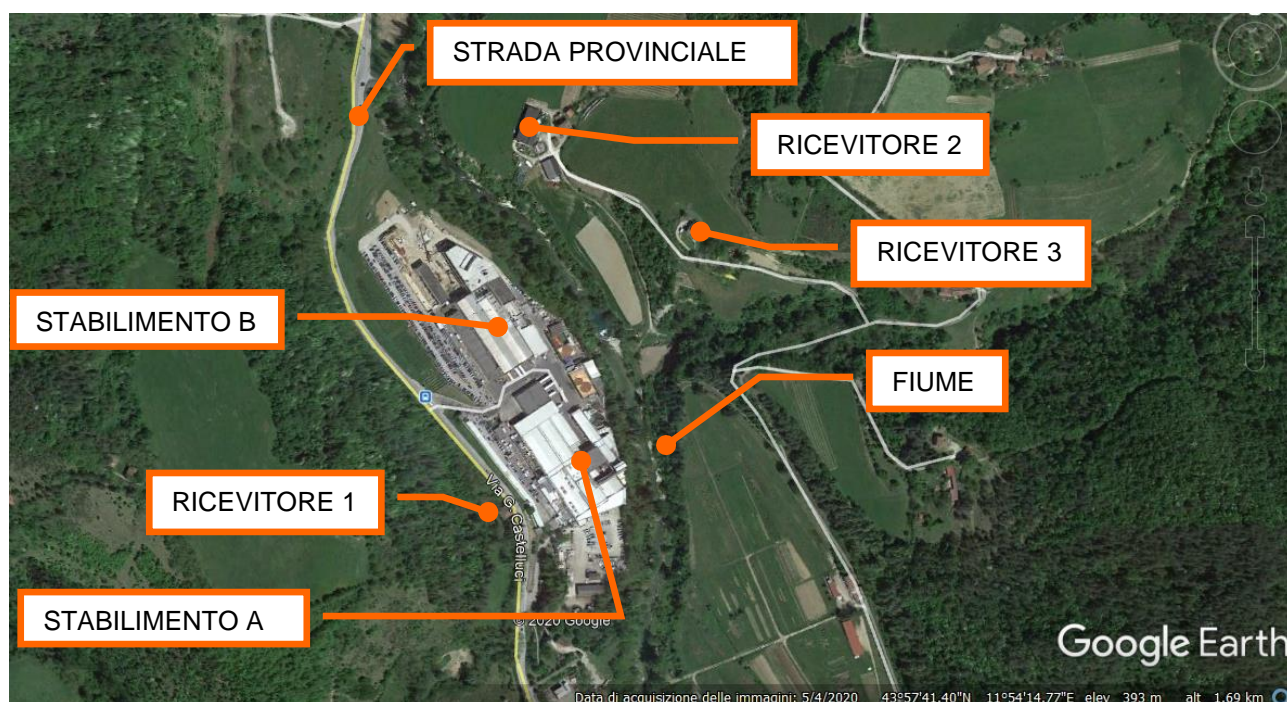 STRADA PROVINCIALE
RICEVITORE 2
RICEVITORE 3
STABILIMENTO B
FIUME
RICEVITORE 1
Via G. Castellucci
STABILIMENTO A
© 2020 Google
Google Earth
Data di acquisizione delle immagini: 5/4/2020 43°57'41.40"N 11°54'14.77"E elev 393 m alt 1.69 km